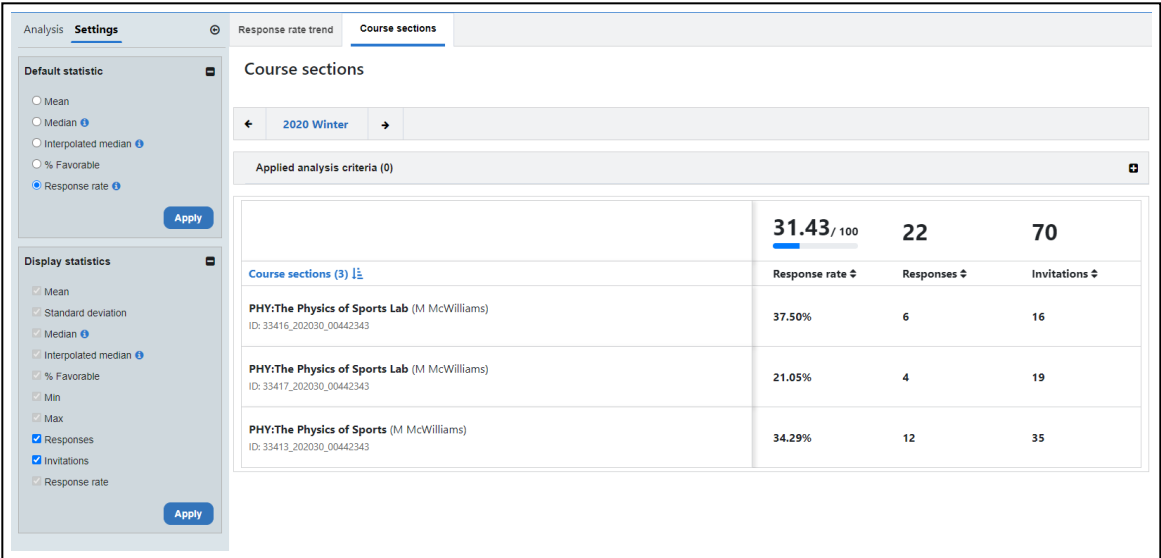 Analysis Settings
Default statistic
Mean
Median
Interpolated median
% Favorable
Response rate
Apply
Display statistics
Mean
Standard deviation
Median
Interpolated median
% Favorable
Min
Max
Responses
Invitations
Response rate
Apply
Response rate trend Course sections
Course sections
2020 Winter
Applied analysis criteria (0)
31.43/ 100 22 70
Course sections (3) Response rate Responses Invitations
PHY:The Physics of Sports Lab (M McWilliams)
ID: 33416_202030_00442343
37.50% 6 16
PHY:The Physics of Sports Lab (M McWilliams)
ID: 33417_202030_00442343
21.05% 4 19
PHY:The Physics of Sports (M McWilliams)
ID: 33413_202030_00442343
34.29% 12 35